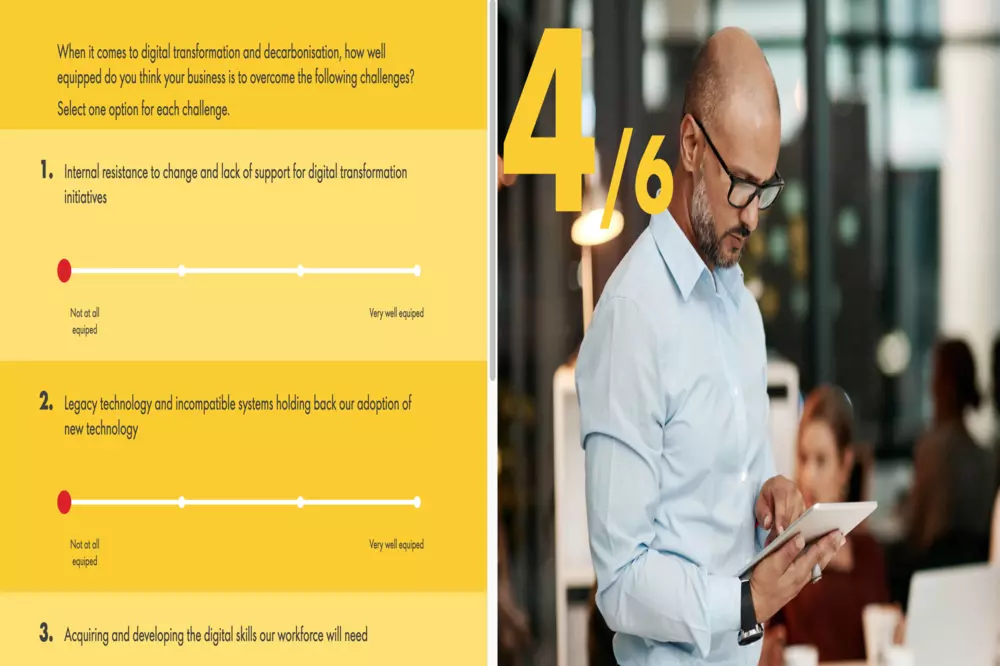 When it comes to digital transformation and decarbonisation, how well
equipped do you think your business is to overcome the following challenges?
Select one option for each challenge.
1. Internal resistance to change and lack of support for digital transformation
initiatives
Not at all
equiped
Very well equiped
2. Legacy technology and incompatible systems holding back our adoption of
new technology
Not at all
equiped
Very well equiped
3. Acquiring and developing the digital skills our workforce will need
4/6